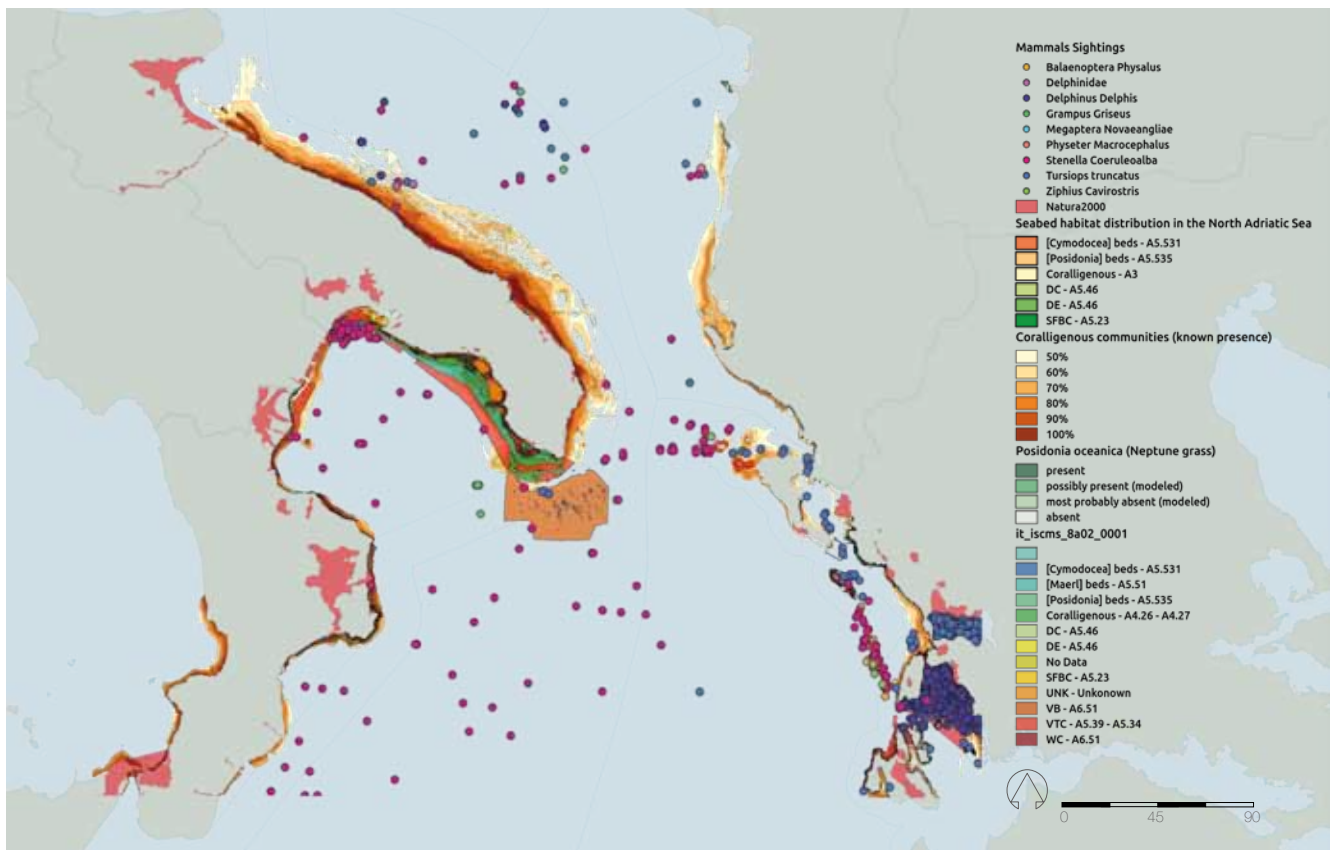 Mammals Sightings
Balaenoptera Physalus
Delphinidae
Delphinus Delphis
Grampus Griseus
Megaptera Novaeangliae
Physeter Macrocephalus
Stenella Coeruleoalba
Tursiops truncatus
Ziphius Cavirostris
Natura2000
Seabed habitat distribution in the North Adriatic Sea
[Cymodocea] beds - A5.531
[Posidonia] beds - A5.535
Coralligenous - A3
DC - A5.46
DE - A5.46
SFBC - A5.23
Coralligenous communities (known presence)
50%
60%
70%
80%
90%
100%
Posidonia oceanica (Neptune grass)
present
possibly present (modeled)
most probably absent (modeled)
absent
it_iscms_8a02_0001
[Cymodocea] beds - A5.531
[Maerl] beds - A5.51
[Posidonia] beds - A5.535
Coralligenous - A4.26 - A4.27
DC - A5.46
DE - A5.46
No Data
SFBC - A5.23
UNK - Unkonown
VB - A6.51
VTC - A5.39 - A5.34
WC - A6.51
0 45 90